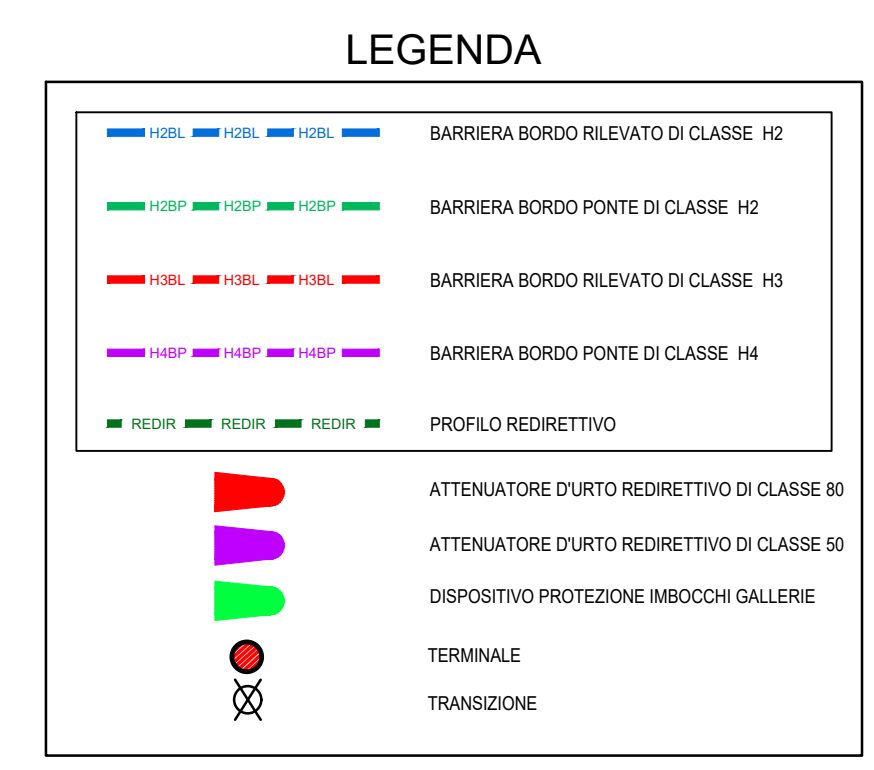 LEGENDA
H2BL H2BL H2BL BARRIERA BORDO RILEVATO DI CLASSE H2
H2BP H2BP H2BP BARRIERA BORDO PONTE DI CLASSE H2
H3BL H3BL H3BL BARRIERA BORDO RILEVATO DI CLASSE H3
H4BP H4BP H4BP BARRIERA BORDO PONTE DI CLASSE H4
REDIR REDIR REDIR PROFILO REDIRETTIVO
ATTENUATORE D'URTO REDIRETTIVO DI CLASSE 80
ATTENUATORE D'URTO REDIRETTIVO DI CLASSE 50
DISPOSITIVO PROTEZIONE IMBOCCHI GALLERIE
TERMINALE
TRANSIZIONE